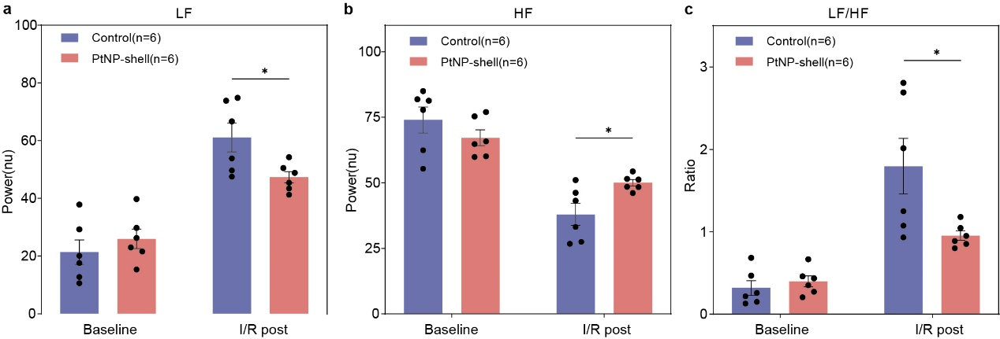 a
LF
Control(n=6)
PtNP-shell(n=6)
*
Power(nu)
100
80
60
40
20
0
Baseline
I/R post
b
HF
Control(n=6)
PtNP-shell(n=6)
*
Power(nu)
100
75
50
25
0
Baseline
I/R post
c
LF/HF
Control(n=6)
PtNP-shell(n=6)
*
Ratio
3
2
1
0
Baseline
I/R post